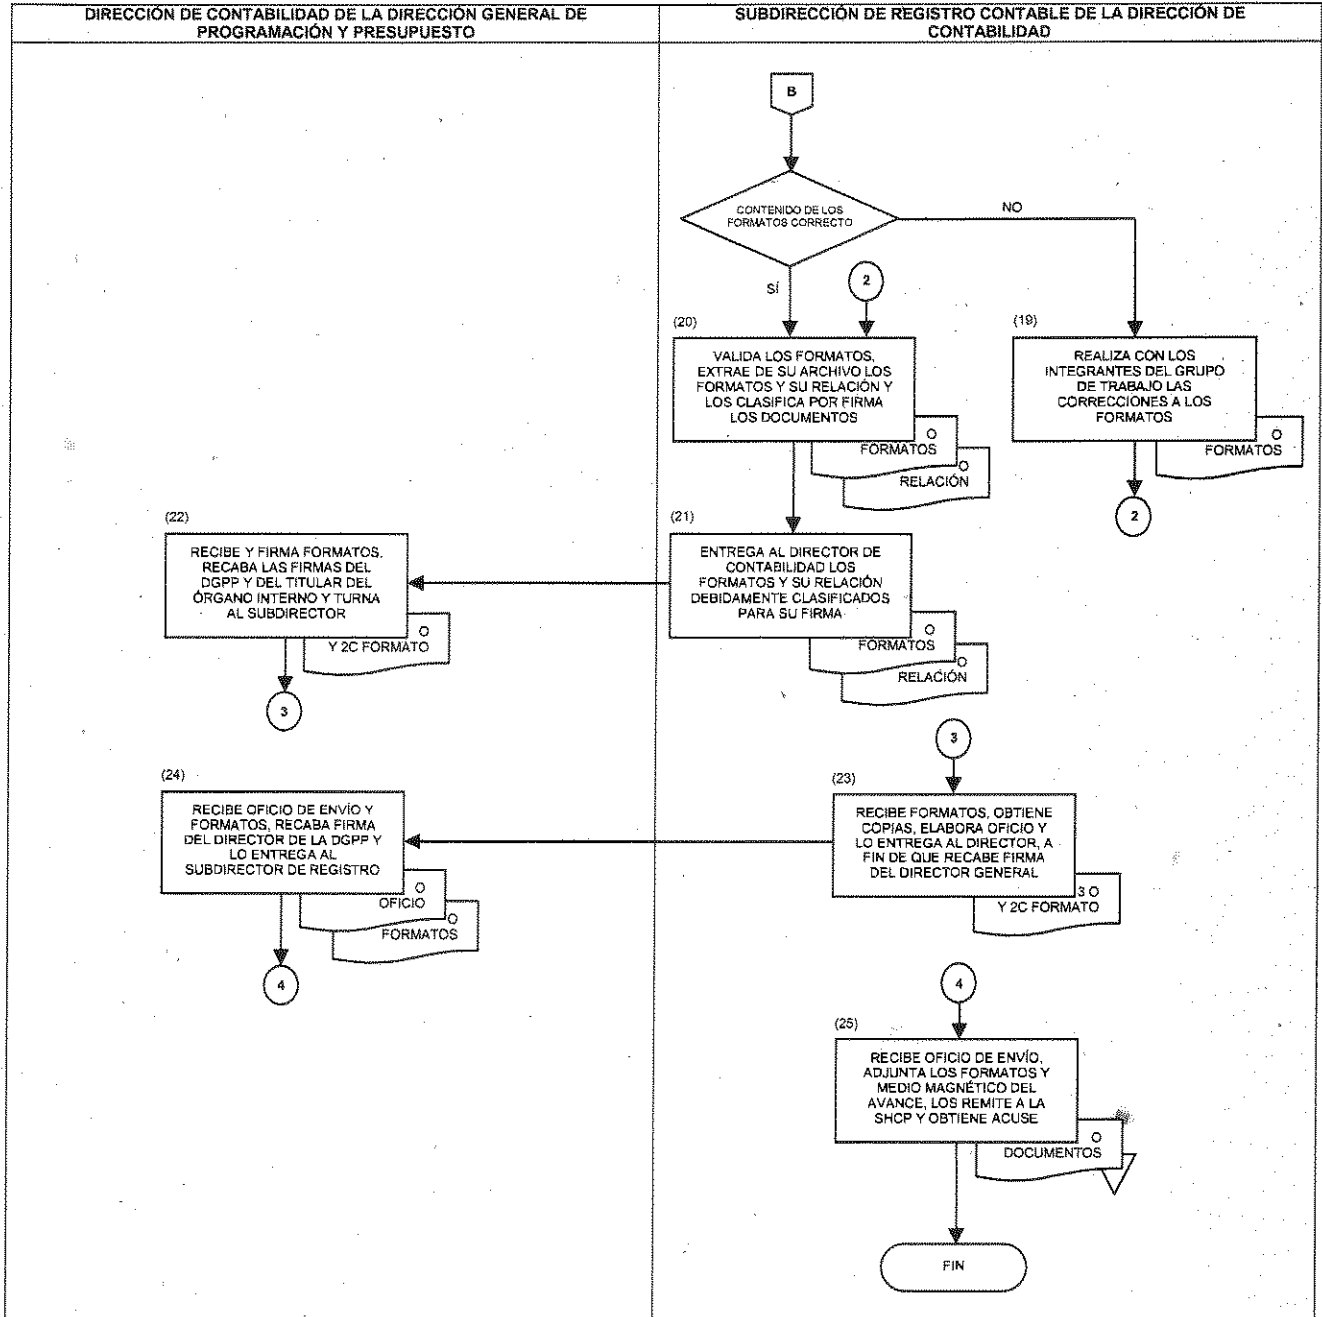 DIRECCIÓN DE CONTABILIDAD DE LA DIRECCIÓN GENERAL DE
PROGRAMACIÓN Y PRESUPUESTO
SUBDIRECCIÓN DE REGISTRO CONTABLE DE LA DIRECCIÓN DE
CONTABILIDAD
B
CONTENIDO DE LOS
FORMATOS CORRECTO
NO
SÍ
2
(20)
VALIDA LOS FORMATOS,
EXTRAE DE SU ARCHIVO LOS
FORMATOS Y SU RELACIÓN Y
LOS CLASIFICA POR FIRMA
LOS DOCUMENTOS
O
FORMATOS
O
RELACIÓN
(19)
REALIZA CON LOS
INTEGRANTES DEL GRUPO
DE TRABAJO LAS
CORRECCIONES A LOS
FORMATOS
O
FORMATOS
2
(22)
RECIBE Y FIRMA FORMATOS,
RECABA LAS FIRMAS DEL
DGPP Y DEL TITULAR DEL
ÓRGANO INTERNO Y TURNA
AL SUBDIRECTOR
O
Y 2C FORMATO
3
(21)
ENTREGA AL DIRECTOR DE
CONTABILIDAD LOS
FORMATOS Y SU RELACIÓN
DEBIDAMENTE CLASIFICADOS
PARA SU FIRMA
O
FORMATOS
O
RELACIÓN
3
(24)
RECIBE OFICIO DE ENVÍO Y
FORMATOS, RECABA FIRMA
DEL DIRECTOR DE LA DGPP Y
LO ENTREGA AL
SUBDIRECTOR DE REGISTRO
O
OFICIO
O
FORMATOS
4
(23)
RECIBE FORMATOS, OBTIENE
COPIAS, ELABORA OFICIO Y
LO ENTREGA AL DIRECTOR, A
FIN DE QUE RECABE FIRMA
DEL DIRECTOR GENERAL
3 O
Y 2C FORMATO
4
(25)
RECIBE OFICIO DE ENVÍO,
ADJUNTA LOS FORMATOS Y
MEDIO MAGNÉTICO DEL
AVANCE, LOS REMITE A LA
SHCP Y OBTIENE ACUSE
O
DOCUMENTOS
FIN